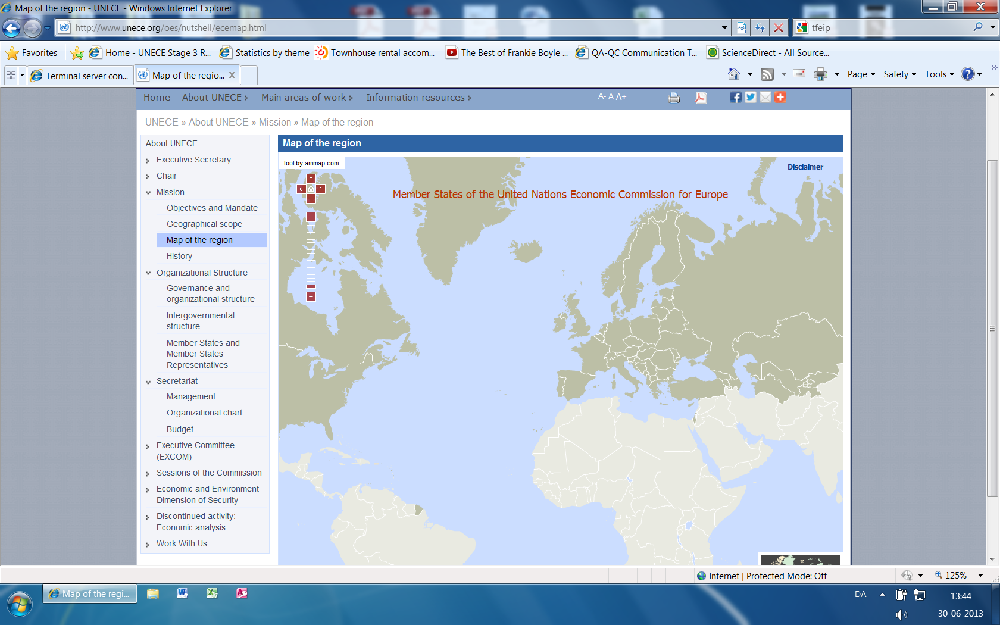 Map of the region - UNECE - Windows Internet Explorer
http://www.unece.org/oes/nutshell/ecemap.html
tfeip
Favorites
Home - UNECE Stage 3 R...
Statistics by theme
Townhouse rental accom...
The Best of Frankie Boyle ...
QA-QC Communication T...
ScienceDirect - All Source...
Terminal server con...
Map of the regio...
Page
Safety
Tools
Home
About UNECE
Main areas of work
Information resources
A- A A+
UNECE » About UNECE » Mission » Map of the region
About UNECE
Executive Secretary
Chair
Mission
Objectives and Mandate
Geographical scope
Map of the region
History
Organizational Structure
Governance and
organizational structure
Intergovernmental
structure
Member States and
Member States
Representatives
Secretariat
Management
Organizational chart
Budget
Executive Committee
(EXCOM)
Sessions of the Commission
Economic and Environment
Dimension of Security
Discontinued activity:
Economic analysis
Work With Us
Map of the region
tool by ammap.com
Disclaimer
Member States of the United Nations Economic Commission for Europe
Internet | Protected Mode: Off
125%
Map of the regi...
DA
13:44
30-06-2013